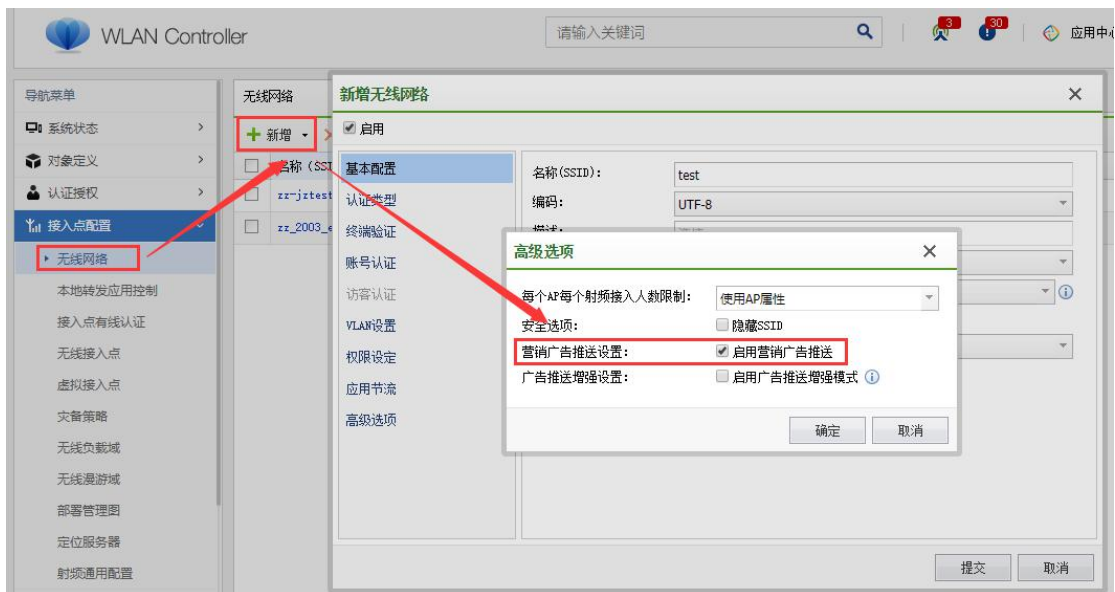 WLAN Controller
请输入关键词
3
30
应用中心
导航菜单
系统状态
对象定义
认证授权
接入点配置
无线网络
本地转发应用控制
接入点有线认证
无线接入点
虚拟接入点
灾备策略
无线负载域
无线漫游域
部署管理图
定位服务器
射频通用配置
无线网络
新增
名称 (SSI
zz-jztest
zz_2003_e
新增无线网络
启用
基本配置
认证类型
终端验证
账号认证
访客认证
VLAN设置
权限设定
应用节流
高级选项
名称(SSID): test
编码: UTF-8
描述:
高级选项
每个AP每个射频接入人数限制: 使用AP属性
安全选项: 隐藏SSID
营销广告推送设置: 启用营销广告推送
广告推送增强设置: 启用广告推送增强模式
确定 取消
提交 取消